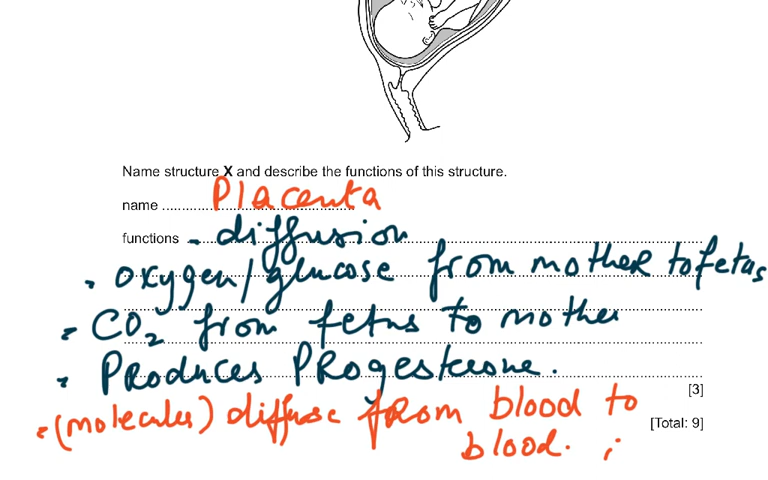 Name structure X and describe the functions of this structure.
name .......... Placenta
functions - diffusion
• oxygen/glucose from mother to fetus
• CO₂ from fetus to mother
• Produces Progesterone.
[3]
• (molecules) diffuse from blood to
[Total: 9]
blood. ;